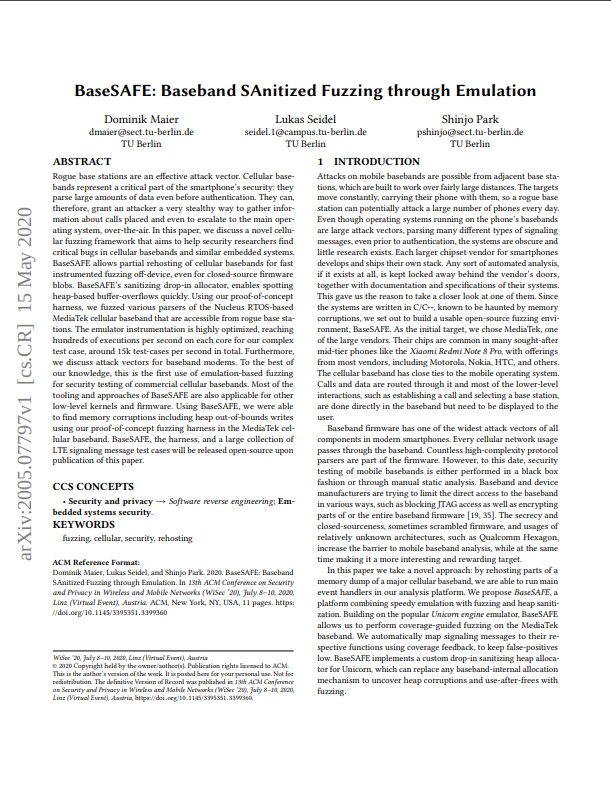 BaseSAFE: Baseband SAnitized Fuzzing through Emulation
Dominik Maier
dmaier@sect.tu-berlin.de
TU Berlin
Lukas Seidel
seidel.1@campus.tu-berlin.de
TU Berlin
Shinjo Park
pshinjo@sect.tu-berlin.de
TU Berlin
arXiv:2005.07797v1 [cs.CR] 15 May 2020
ABSTRACT
Rogue base stations are an effective attack vector. Cellular base-
bands represent a critical part of the smartphone's security: they
parse large amounts of data even before authentication. They can,
therefore, grant an attacker a very stealthy way to gather infor-
mation about calls placed and even to escalate to the main oper-
ating system, over-the-air. In this paper, we discuss a novel cellu-
lar fuzzing framework that aims to help security researchers find
critical bugs in cellular basebands and similar embedded systems.
BaseSAFE allows partial rehosting of cellular basebands for fast
instrumented fuzzing off-device, even for closed-source firmware
blobs. BaseSAFE's sanitizing drop-in allocator, enables spotting
heap-based buffer-overflows quickly. Using our proof-of-concept
harness, we fuzzed various parsers of the Nucleus RTOS-based
MediaTek cellular baseband that are accessible from rogue base sta-
tions. The emulator instrumentation is highly optimized, reaching
hundreds of executions per second on each core for our complex
test case, around 15k test-cases per second in total. Furthermore,
we discuss attack vectors for baseband modems. To the best of
our knowledge, this is the first use of emulation-based fuzzing
for security testing of commercial cellular basebands. Most of the
tooling and approaches of BaseSAFE are also applicable for other
low-level kernels and firmware. Using BaseSAFE, we were able
to find memory corruptions including heap out-of-bounds writes
using our proof-of-concept fuzzing harness in the MediaTek cel-
lular baseband. BaseSAFE, the harness, and a large collection of
LTE signaling message test cases will be released open-source upon
publication of this paper.
CCS CONCEPTS
• Security and privacy → Software reverse engineering; Em-
bedded systems security.
KEYWORDS
fuzzing, cellular, security, rehosting
ACM Reference Format:
Dominik Maier, Lukas Seidel, and Shinjo Park. 2020. BaseSAFE: Baseband
SAnitized Fuzzing through Emulation. In 13th ACM Conference on Security
and Privacy in Wireless and Mobile Networks (WiSec '20), July 8–10, 2020,
Linz (Virtual Event), Austria. ACM, New York, NY, USA, 11 pages. https:
//doi.org/10.1145/3395351.3399360
WiSec '20, July 8–10, 2020, Linz (Virtual Event), Austria
© 2020 Copyright held by the owner/author(s). Publication rights licensed to ACM.
This is the author's version of the work. It is posted here for your personal use. Not for
redistribution. The definitive Version of Record was published in 13th ACM Conference
on Security and Privacy in Wireless and Mobile Networks (WiSec '20), July 8–10, 2020,
Linz (Virtual Event), Austria, https://doi.org/10.1145/3395351.3399360.
1 INTRODUCTION
Attacks on mobile basebands are possible from adjacent base sta-
tions, which are built to work over fairly large distances. The targets
move constantly, carrying their phone with them, so a rogue base
station can potentially attack a large number of phones every day.
Even though operating systems running on the phone's basebands
are large attack vectors, parsing many different types of signaling
messages, even prior to authentication, the systems are obscure and
little research exists. Each larger chipset vendor for smartphones
develops and ships their own stack. Any sort of automated analysis,
if it exists at all, is kept locked away behind the vendor's doors,
together with documentation and specifications of their systems.
This gave us the reason to take a closer look at one of them. Since
the systems are written in C/C++, known to be haunted by memory
corruptions, we set out to build a usable open-source fuzzing envi-
ronment, BaseSAFE. As the initial target, we chose MediaTek, one
of the large vendors. Their chips are common in many sought-after
mid-tier phones like the Xiaomi Redmi Note 8 Pro, with offerings
from most vendors, including Motorola, Nokia, HTC, and others.
The cellular baseband has close ties to the mobile operating system.
Calls and data are routed through it and most of the lower-level
interactions, such as establishing a call and selecting a base station,
are done directly in the baseband but need to be displayed to the
user.
Baseband firmware has one of the widest attack vectors of all
components in modern smartphones. Every cellular network usage
passes through the baseband. Countless high-complexity protocol
parsers are part of the firmware. However, to this date, security
testing of mobile basebands is either performed in a black box
fashion or through manual static analysis. Baseband and device
manufacturers are trying to limit the direct access to the baseband
in various ways, such as blocking JTAG access as well as encrypting
parts of or the entire baseband firmware [19, 35]. The secrecy and
closed-sourceness, sometimes scrambled firmware, and usages of
relatively unknown architectures, such as Qualcomm Hexagon,
increase the barrier to mobile baseband analysis, while at the same
time making it a more interesting and rewarding target.
In this paper we take a novel approach: by rehosting parts of a
memory dump of a major cellular baseband, we are able to run main
event handlers in our analysis platform. We propose BaseSAFE, a
platform combining speedy emulation with fuzzing and heap saniti-
zation. Building on the popular Unicorn engine emulator, BaseSAFE
allows us to perform coverage-guided fuzzing on the MediaTek
baseband. We automatically map signaling messages to their re-
spective functions using coverage feedback, to keep false-positives
low. BaseSAFE implements a custom drop-in sanitizing heap alloca-
tor for Unicorn, which can replace any baseband-internal allocation
mechanism to uncover heap corruptions and use-after-frees with
fuzzing.